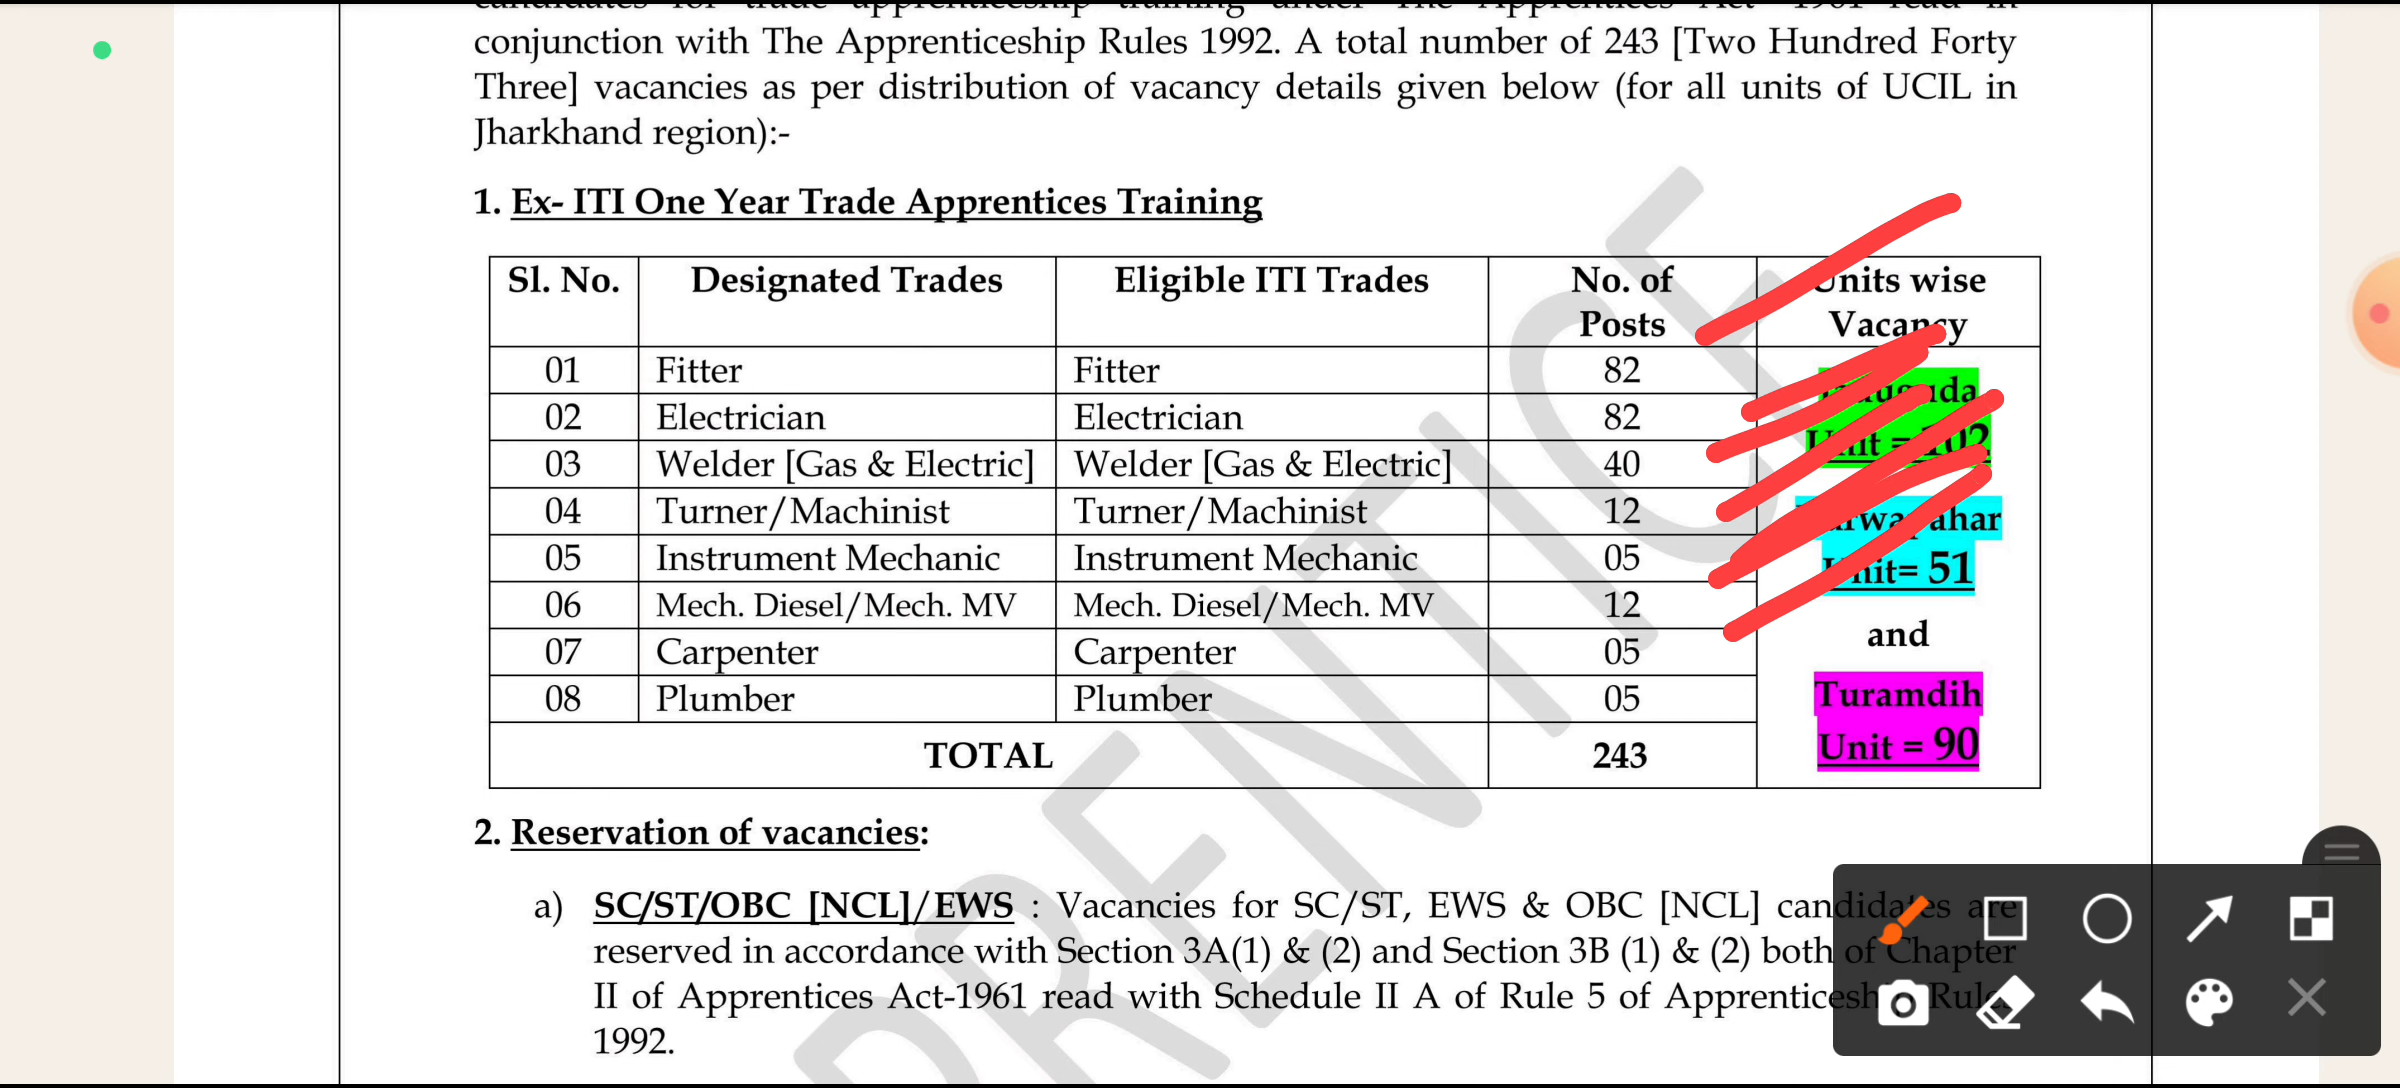 conjunction with The Apprenticeship Rules 1992. A total number of 243 [Two Hundred Forty
Three] vacancies as per distribution of vacancy details given below (for all units of UCIL in
Jharkhand region):-
1. Ex- ITI One Year Trade Apprentices Training
Sl. No. Designated Trades Eligible ITI Trades No. of Posts Units wise Vacancy
01 Fitter Fitter 82
02 Electrician Electrician 82
03 Welder [Gas & Electric] Welder [Gas & Electric] 40
04 Turner/Machinist Turner/Machinist 12
05 Instrument Mechanic Instrument Mechanic 05
06 Mech. Diesel/Mech. MV Mech. Diesel/Mech. MV 12
07 Carpenter Carpenter 05
08 Plumber Plumber 05
TOTAL 243
Unit = 102
Unit= 51
and
Turamdih
Unit = 90
2. Reservation of vacancies:
a) SC/ST/OBC [NCL]/EWS : Vacancies for SC/ST, EWS & OBC [NCL] candidates are
reserved in accordance with Section 3A(1) & (2) and Section 3B (1) & (2) both of Chapter
II of Apprentices Act-1961 read with Schedule II A of Rule 5 of Apprenticeship Rules
1992.